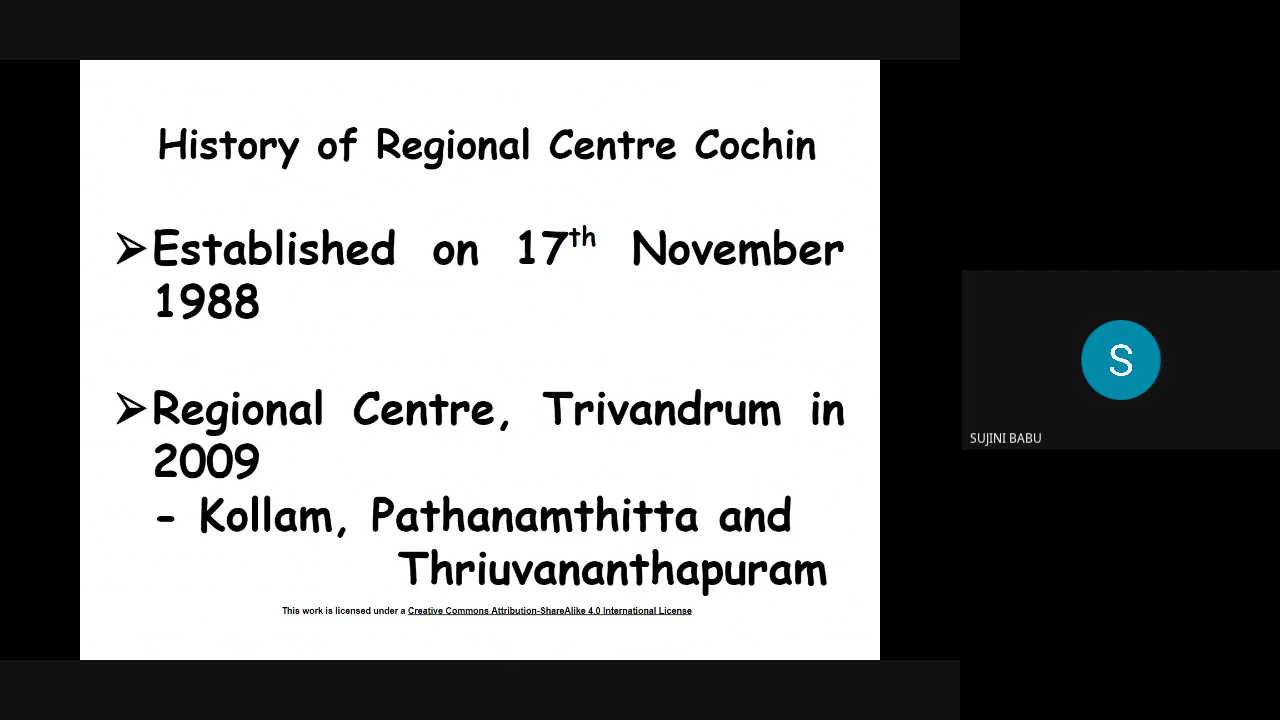 History of Regional Centre Cochin
➢Established on 17th November
1988
➢Regional Centre, Trivandrum in
2009
- Kollam, Pathanamthitta and
Thriuvananthapuram
This work is licensed under a Creative Commons Attribution-ShareAlike 4.0 International License
S
SUJINI BABU